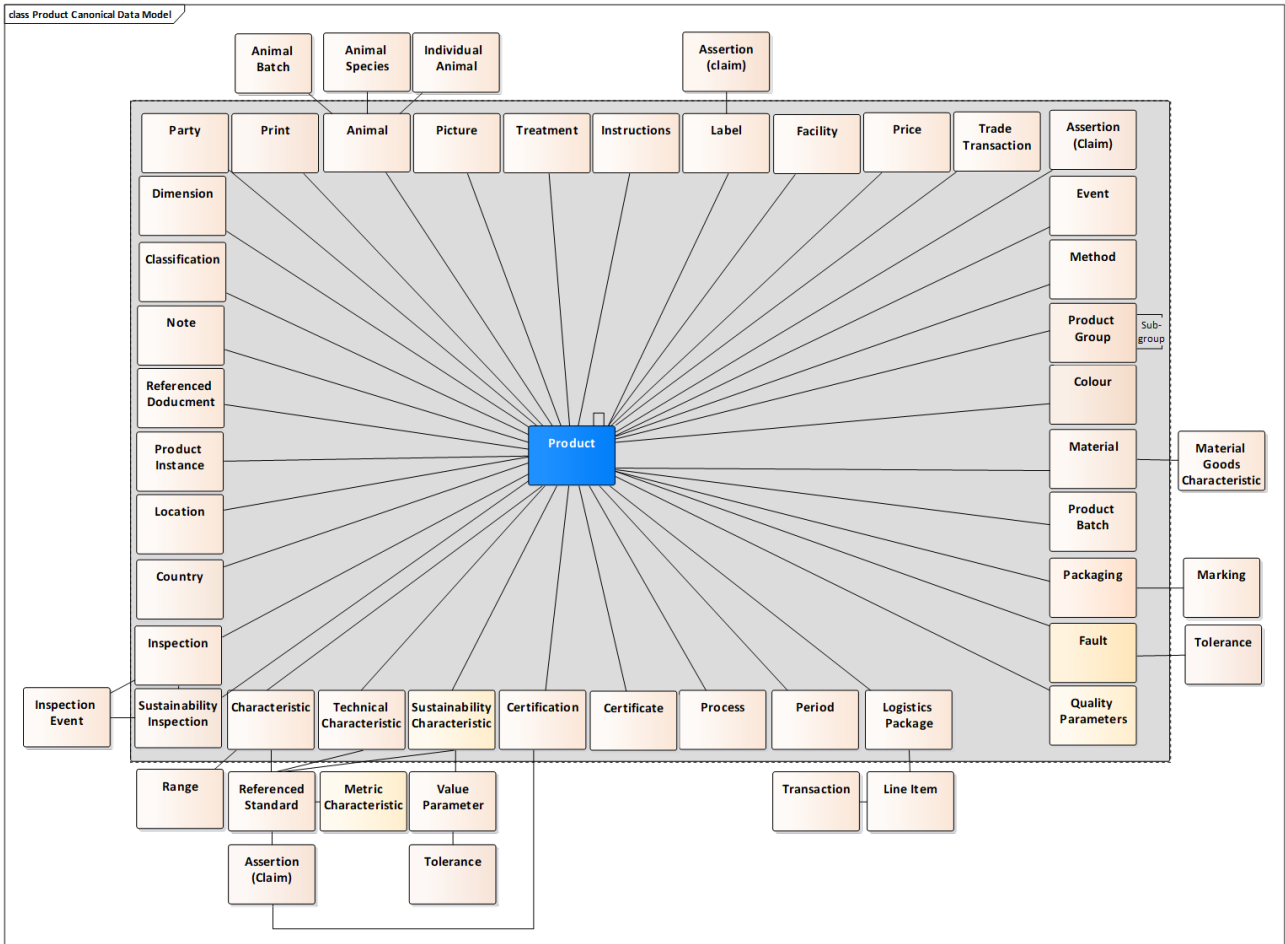 class Product Canonical Data Model
Animal
Batch
Animal
Species
Individual
Animal
Assertion
(claim)
Party
Print
Animal
Picture
Treatment
Instructions
Label
Facility
Price
Trade
Transaction
Assertion
(Claim)
Dimension
Event
Classification
Method
Note
Product
Group
Sub-
group
Referenced
Doducment
Colour
Product
Product
Instance
Material
Material
Goods
Characteristic
Location
Product
Batch
Country
Packaging
Marking
Inspection
Fault
Tolerance
Inspection
Event
Sustainability
Inspection
Characteristic
Technical
Characteristic
Sustainability
Characteristic
Certification
Certificate
Process
Period
Logistics
Package
Quality
Parameters
Range
Referenced
Standard
Metric
Characteristic
Value
Parameter
Transaction
Line Item
Assertion
(Claim)
Tolerance